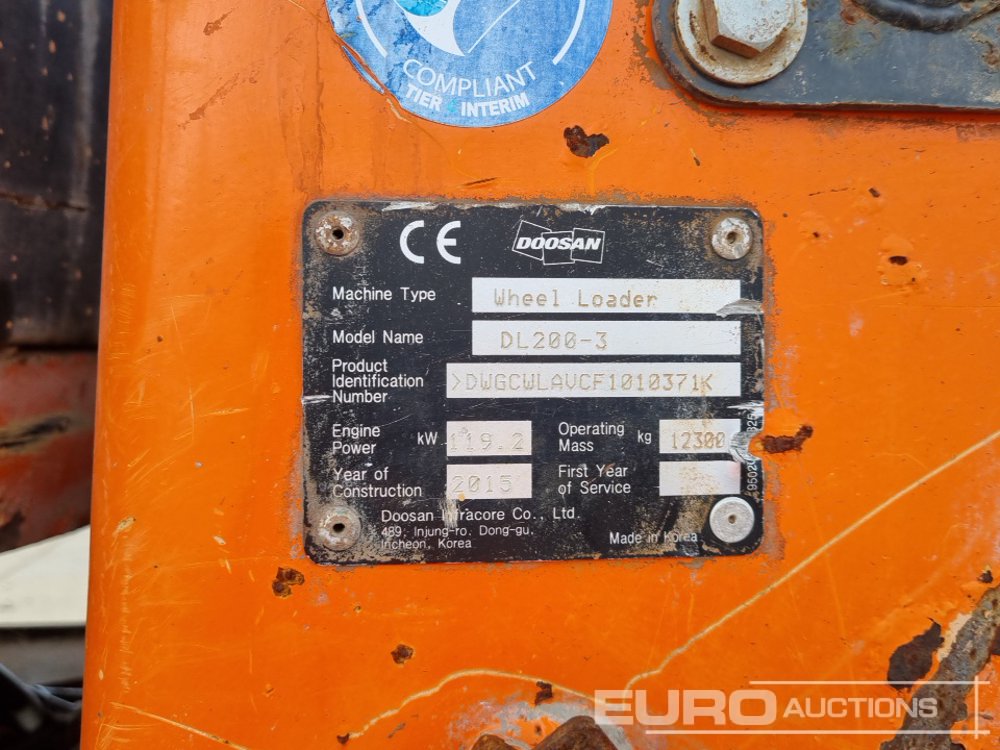 COMPLIANT
TIER INTERIM
CE DOOSAN
Machine Type Wheel Loader
Model Name DL200-3
Product
Identification
Number >DWGCWLAVCF1010371K
Engine
Power kW 119.2
Operating
Mass kg 12300
Year of
Construction 2015
First Year
of Service
Doosan Infracore Co., Ltd.
489, Injung-ro, Dong-gu,
Incheon, Korea
Made in Korea
EURO AUCTIONS